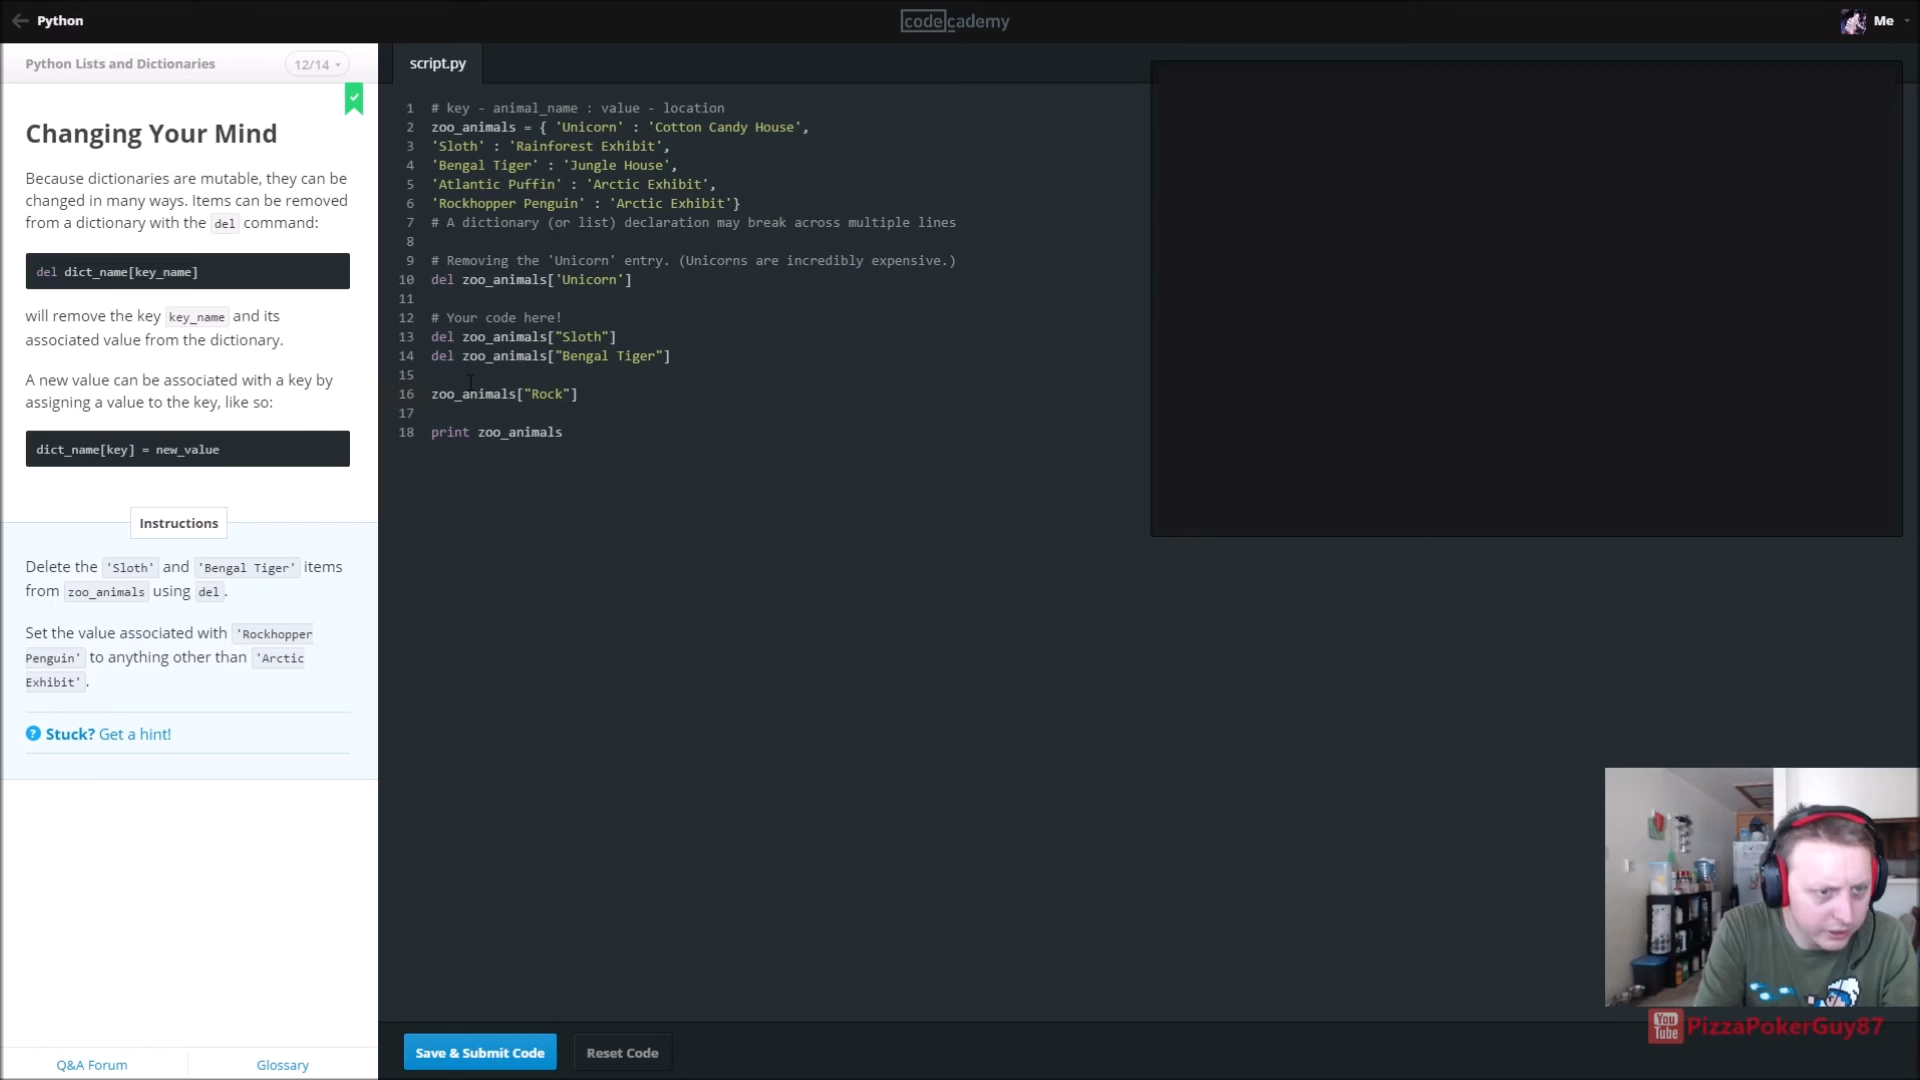 Python
codecademy
Me
Python Lists and Dictionaries
12/14
script.py
Changing Your Mind
Because dictionaries are mutable, they can be
changed in many ways. Items can be removed
from a dictionary with the del command:
del dict_name[key_name]
will remove the key key_name and its
associated value from the dictionary.
A new value can be associated with a key by
assigning a value to the key, like so:
dict_name[key] = new_value
Instructions
Delete the 'Sloth' and 'Bengal Tiger' items
from zoo_animals using del.
Set the value associated with 'Rockhopper
Penguin' to anything other than 'Arctic
Exhibit'.
? Stuck? Get a hint!
Q&A Forum
Glossary
1 # key - animal_name : value - location
2 zoo_animals = { 'Unicorn' : 'Cotton Candy House',
3 'Sloth' : 'Rainforest Exhibit',
4 'Bengal Tiger' : 'Jungle House',
5 'Atlantic Puffin' : 'Arctic Exhibit',
6 'Rockhopper Penguin' : 'Arctic Exhibit'}
7 # A dictionary (or list) declaration may break across multiple lines
8
9 # Removing the 'Unicorn' entry. (Unicorns are incredibly expensive.)
10 del zoo_animals['Unicorn']
11
12 # Your code here!
13 del zoo_animals["Sloth"]
14 del zoo_animals["Bengal Tiger"]
15
16 zoo_animals["Rock"]
17
18 print zoo_animals
Save & Submit Code
Reset Code
You
Tube
PizzaPokerGuy87